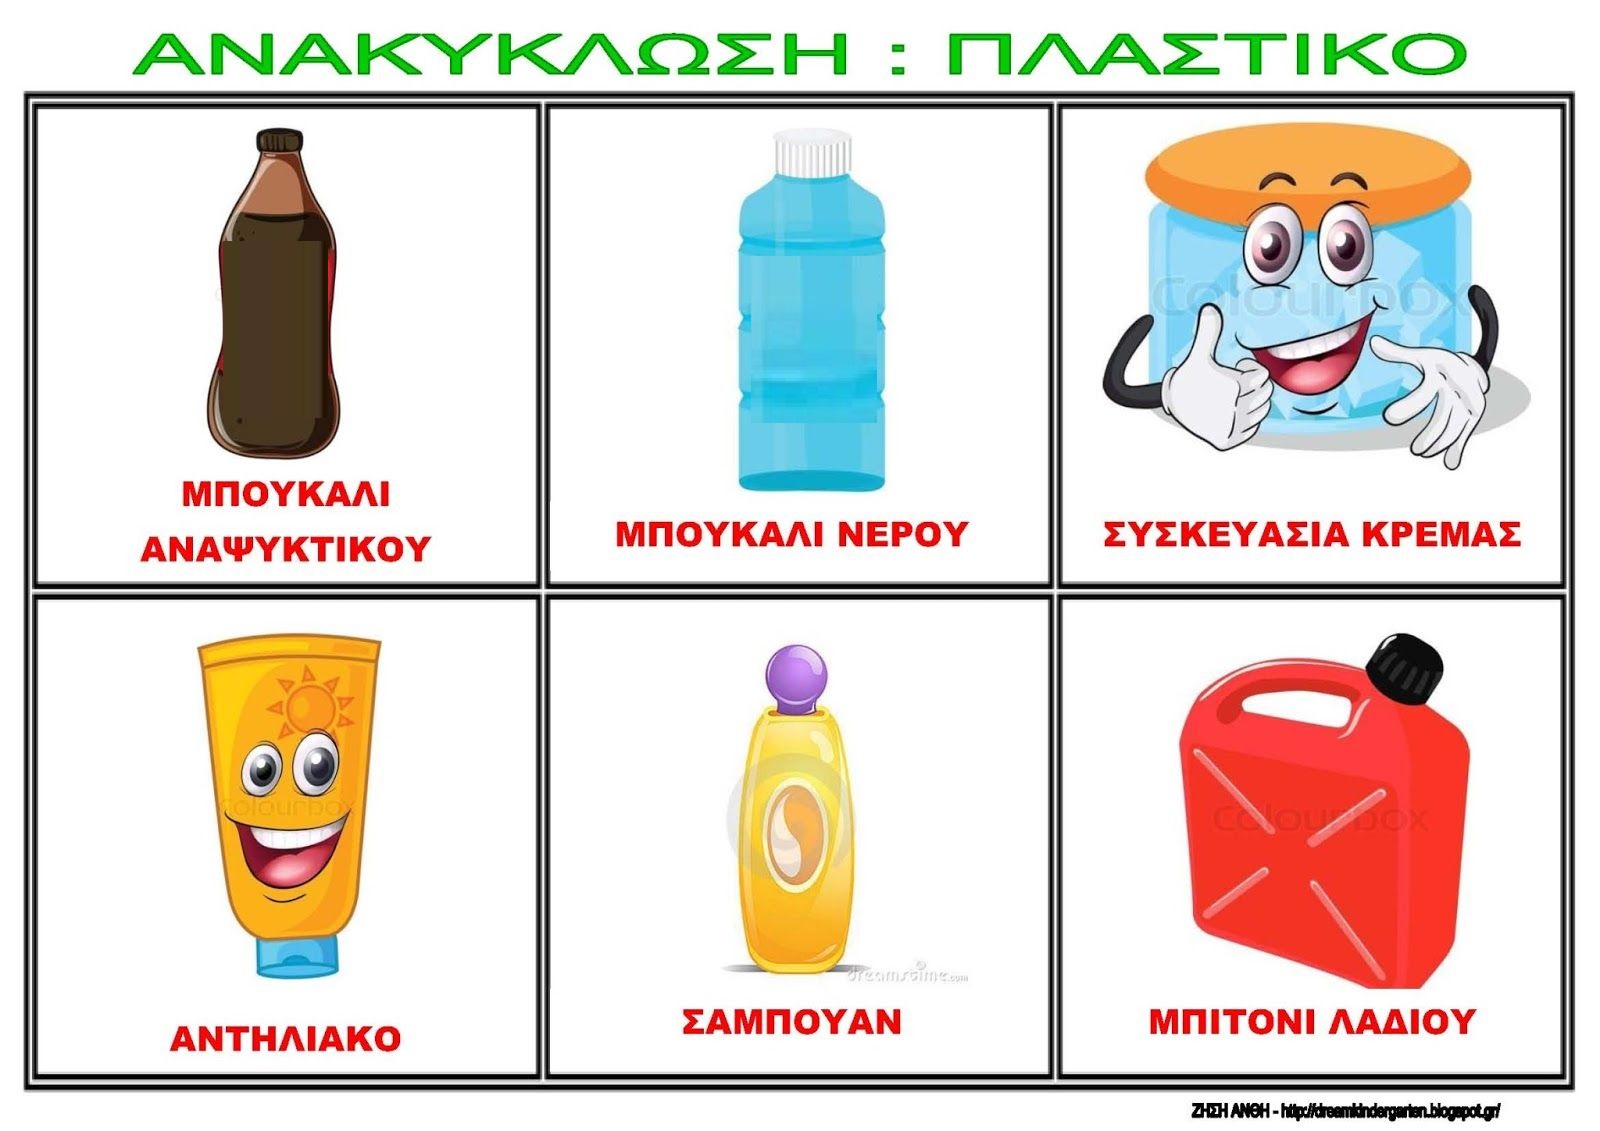 ΑΝΑΚΥΚΛΩΣΗ : ΠΛΑΣΤΙΚΟ
ΜΠΟΥΚΑΛΙ
ΑΝΑΨΥΚΤΙΚΟΥ
ΜΠΟΥΚΑΛΙ ΝΕΡΟΥ
Colourbox
ΣΥΣΚΕΥΑΣΙΑ ΚΡΕΜΑΣ
Colourbox
ΑΝΤΗΛΙΑΚΟ
dreamstime.com
ΣΑΜΠΟΥΑΝ
Colourbox
ΜΠΙΤΟΝΙ ΛΑΔΙΟΥ
ΖΗΣΗ ΑΝΘΗ - http://dreamkindergarten.blogspot.gr/